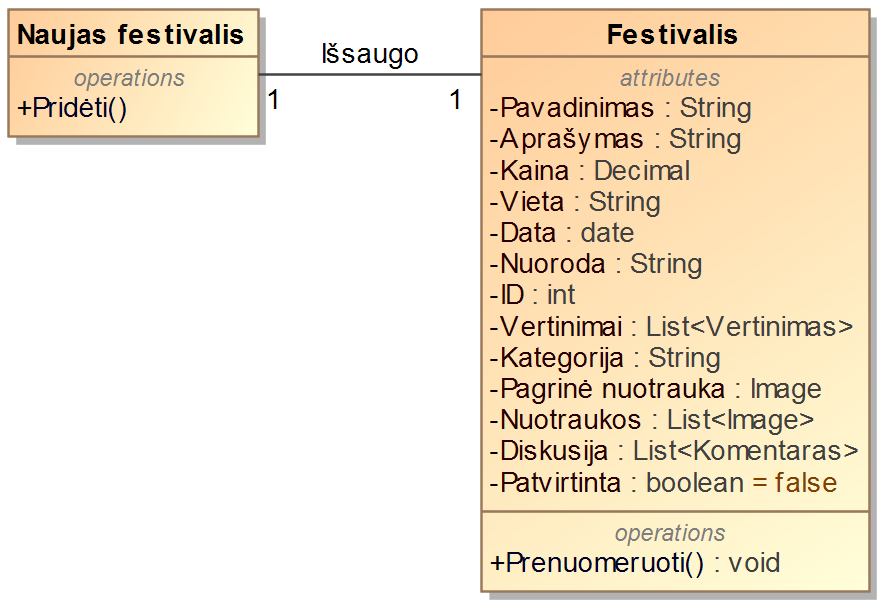 Naujas festivalis
operations
+Pridėti()
Išsaugo
1
1
Festivalis
attributes
-Pavadinimas : String
-Aprašymas : String
-Kaina : Decimal
-Vieta : String
-Data : date
-Nuoroda : String
-ID : int
-Vertinimai : List<Vertinimas>
-Kategorija : String
-Pagrinė nuotrauka : Image
-Nuotraukos : List<Image>
-Diskusija : List<Komentaras>
-Patvirtinta : boolean = false
operations
+Prenuomeruoti() : void